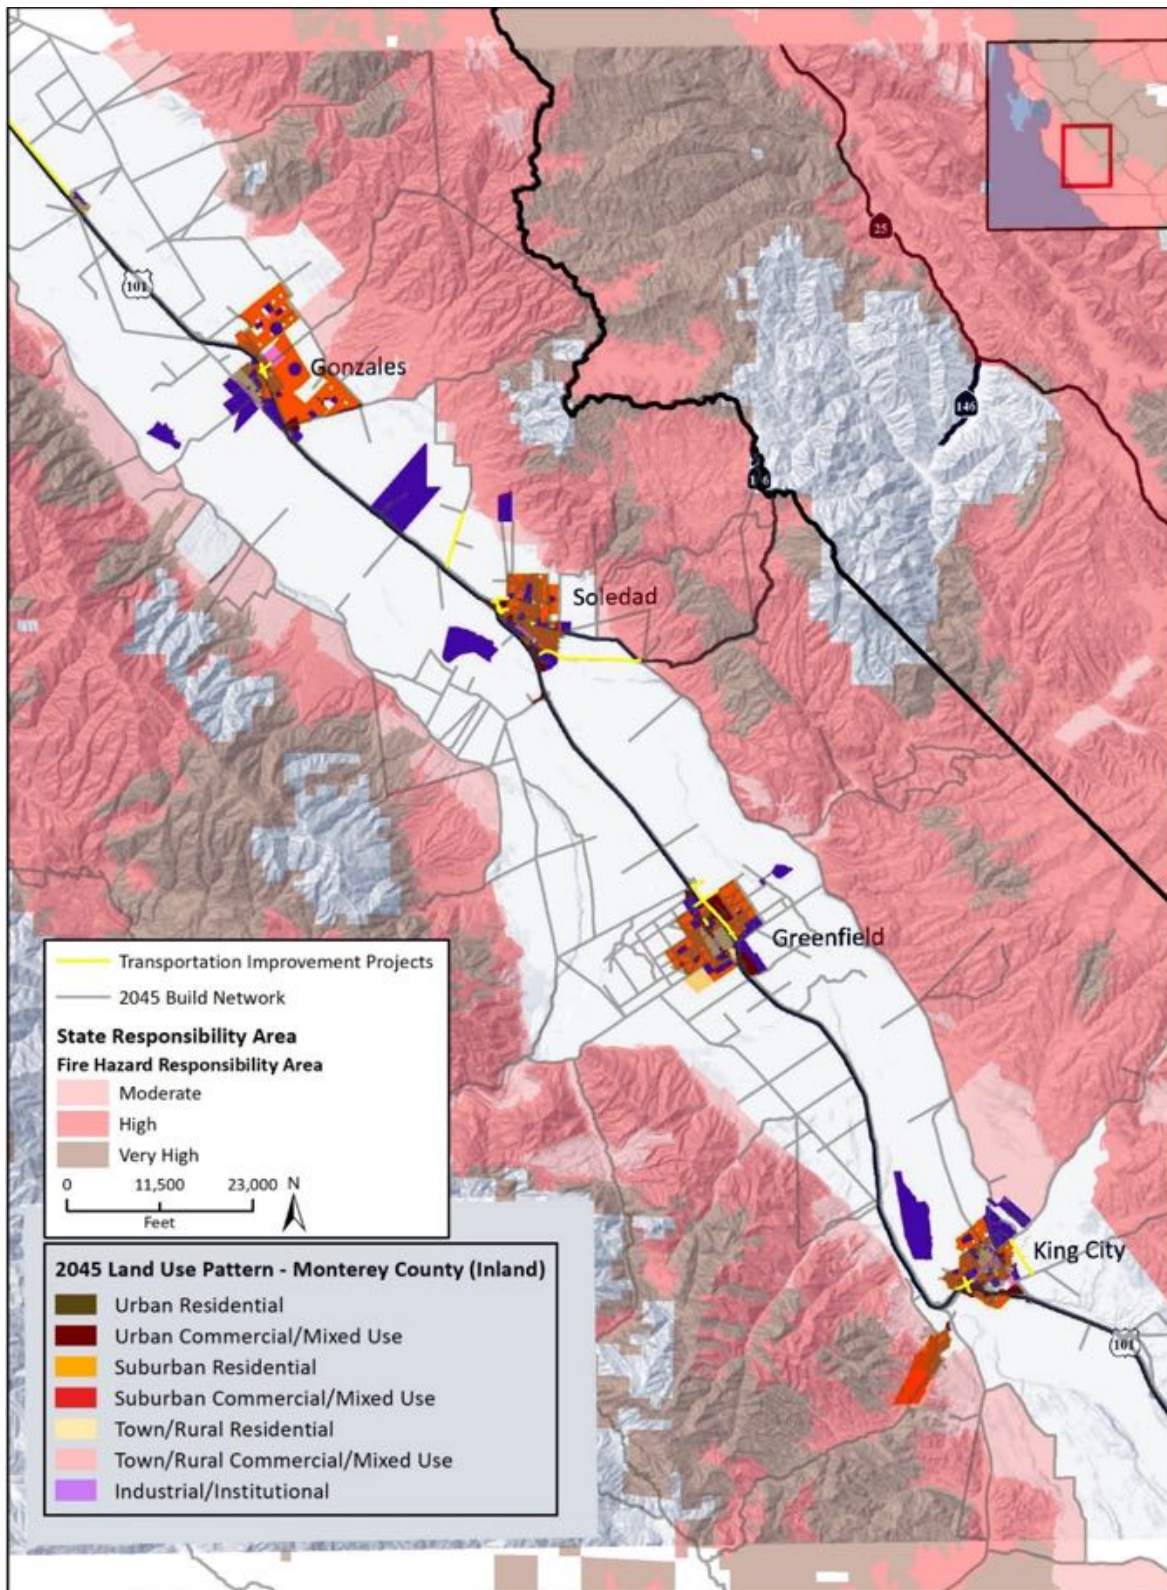 25
101
146
Gonzales
Soledad
Greenfield
King City
101
Transportation Improvement Projects
2045 Build Network
State Responsibility Area
Fire Hazard Responsibility Area
Moderate
High
Very High
0 11,500 23,000 N
Feet
2045 Land Use Pattern - Monterey County (Inland)
Urban Residential
Urban Commercial/Mixed Use
Suburban Residential
Suburban Commercial/Mixed Use
Town/Rural Residential
Town/Rural Commercial/Mixed Use
Industrial/Institutional